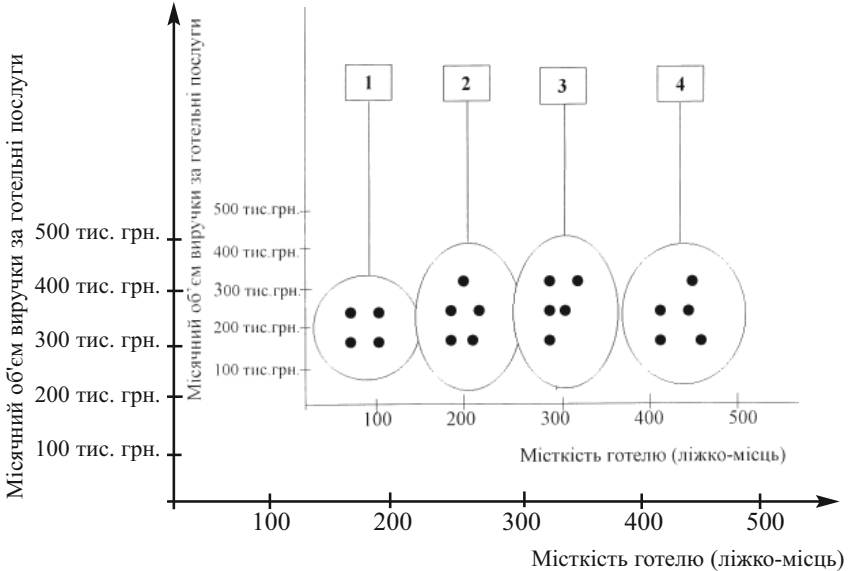 Місячний об'єм виручки за готельні послуги
500 тис. грн.
400 тис. грн.
300 тис. грн.
200 тис. грн.
100 тис. грн.
100
200
300
400
500
Місткість готелю (ліжко-місць)
Місячний об'єм виручки за готельні послуги
1
2
3
4
500 тис.грн.
400 тис.грн.
300 тис.грн.
200 тис.грн.
100 тис.грн.
100
200
300
400
500
Місткість готелю (ліжко-місць)